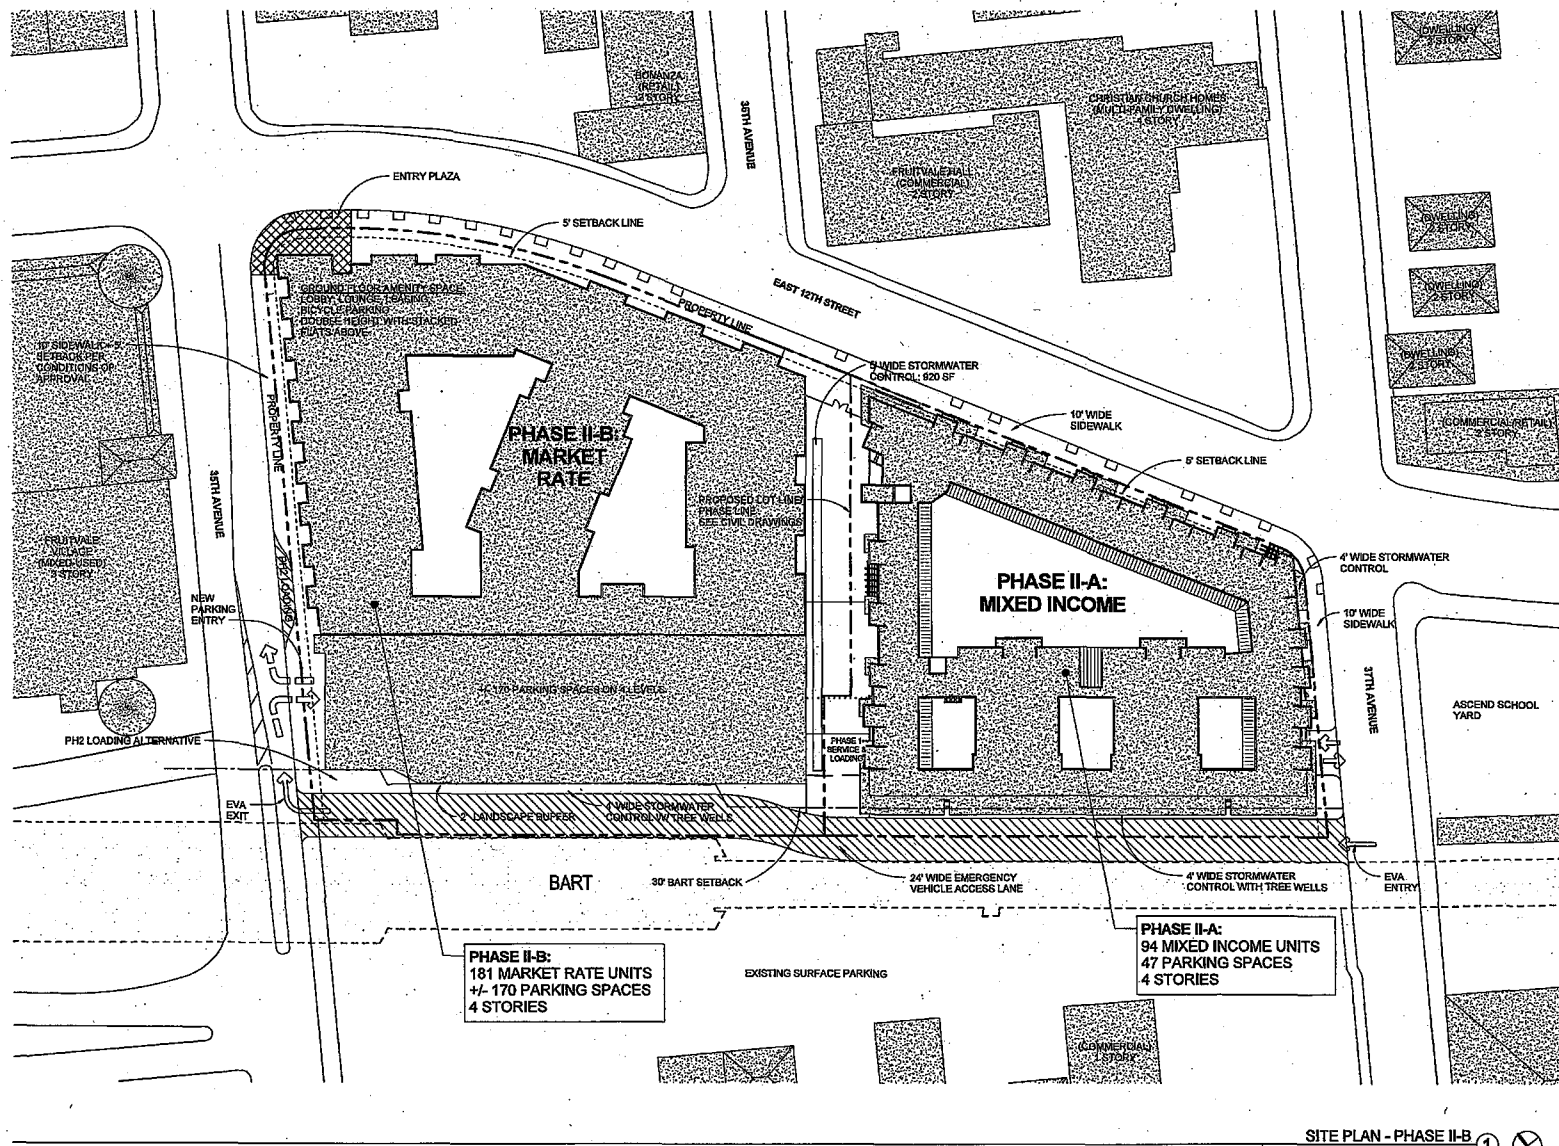 (DWELLING)
2 STORY
BONANZA
(RETAIL)
36TH AVENUE
CHRISTIAN CHURCH HOMES
(MULTI-FAMILY DWELLING)
4 STORY
ENTRY PLAZA
FRUITVALE HALL
(COMMERCIAL)
2 STORY
5' SETBACK LINE
(DWELLING)
2 STORY
GROUND FLOOR AMENITY SPACE,
LOBBY, LOUNGE, LEASING,
BICYCLE PARKING
DOUBLE HEIGHT WITH STACKED
FLATS ABOVE
EAST 12TH STREET
PROPERTY LINE
(DWELLING)
2 STORY
10' SIDEWALK + 5'
SETBACK PER
CONDITIONS OF
APPROVAL
(DWELLING)
2 STORY
5' WIDE STORMWATER
CONTROL: 920 SF
10' WIDE
SIDEWALK
(COMMERCIAL/RETAIL)
2 STORY
PROPERTY LINE
PHASE II-B:
MARKET
RATE
5' SETBACK LINE
35TH AVENUE
PROPOSED LOT LINE/
PHASE LINE
SEE CIVIL DRAWINGS
FRUITVALE
VILLAGE
(MIXED-USED)
3 STORY
PH2 LOADING
4' WIDE STORMWATER
CONTROL
PHASE II-A:
MIXED INCOME
NEW
PARKING
ENTRY
10' WIDE
SIDEWALK
37TH AVENUE
+/- 170 PARKING SPACES ON 4 LEVELS
ASCEND SCHOOL
YARD
PH2 LOADING ALTERNATIVE
PHASE 1
SERVICE &
LOADING
EVA
EXIT
2' LANDSCAPE BUFFER
4' WIDE STORMWATER
CONTROL W/ TREE WELLS
BART
30' BART SETBACK
24' WIDE EMERGENCY
VEHICLE ACCESS LANE
4' WIDE STORMWATER
CONTROL WITH TREE WELLS
EVA
ENTRY
PHASE II-B:
181 MARKET RATE UNITS
+/- 170 PARKING SPACES
4 STORIES
EXISTING SURFACE PARKING
PHASE II-A:
94 MIXED INCOME UNITS
47 PARKING SPACES
4 STORIES
(COMMERCIAL)
1 STORY
SITE PLAN - PHASE II-B
1